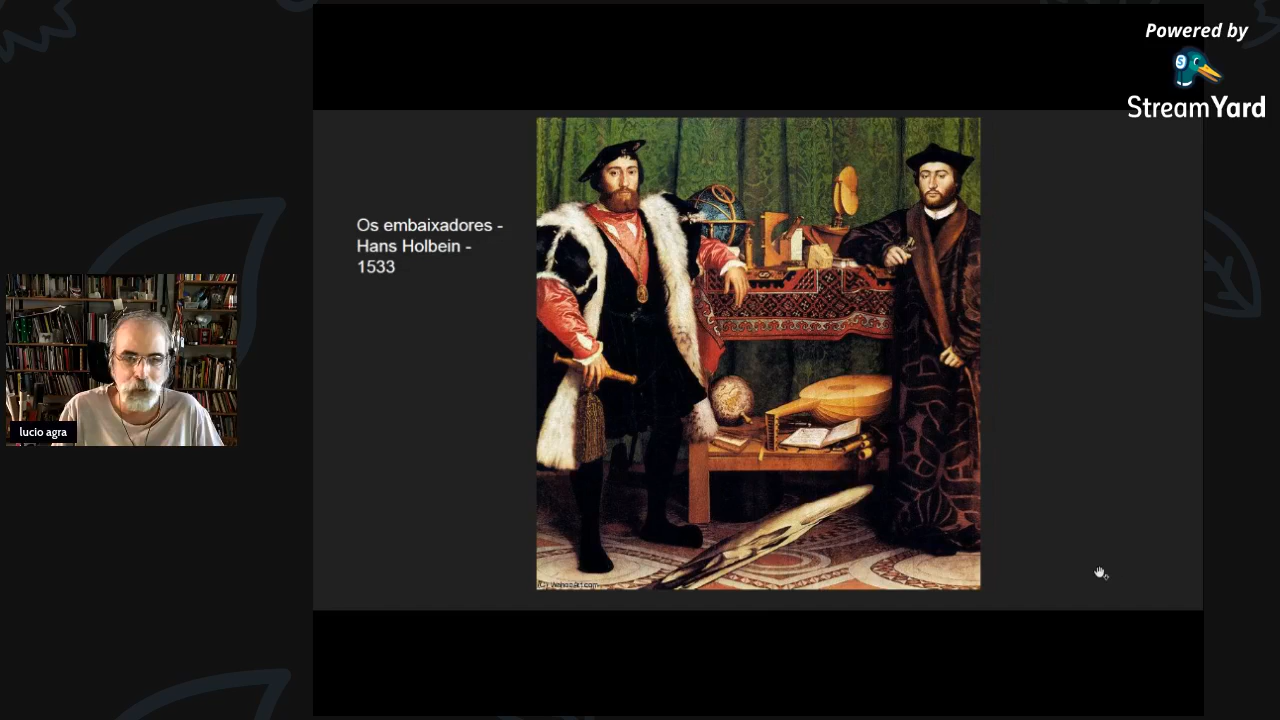 Powered by
StreamYard
Os embaixadores -
Hans Holbein -
1533
lucio agra